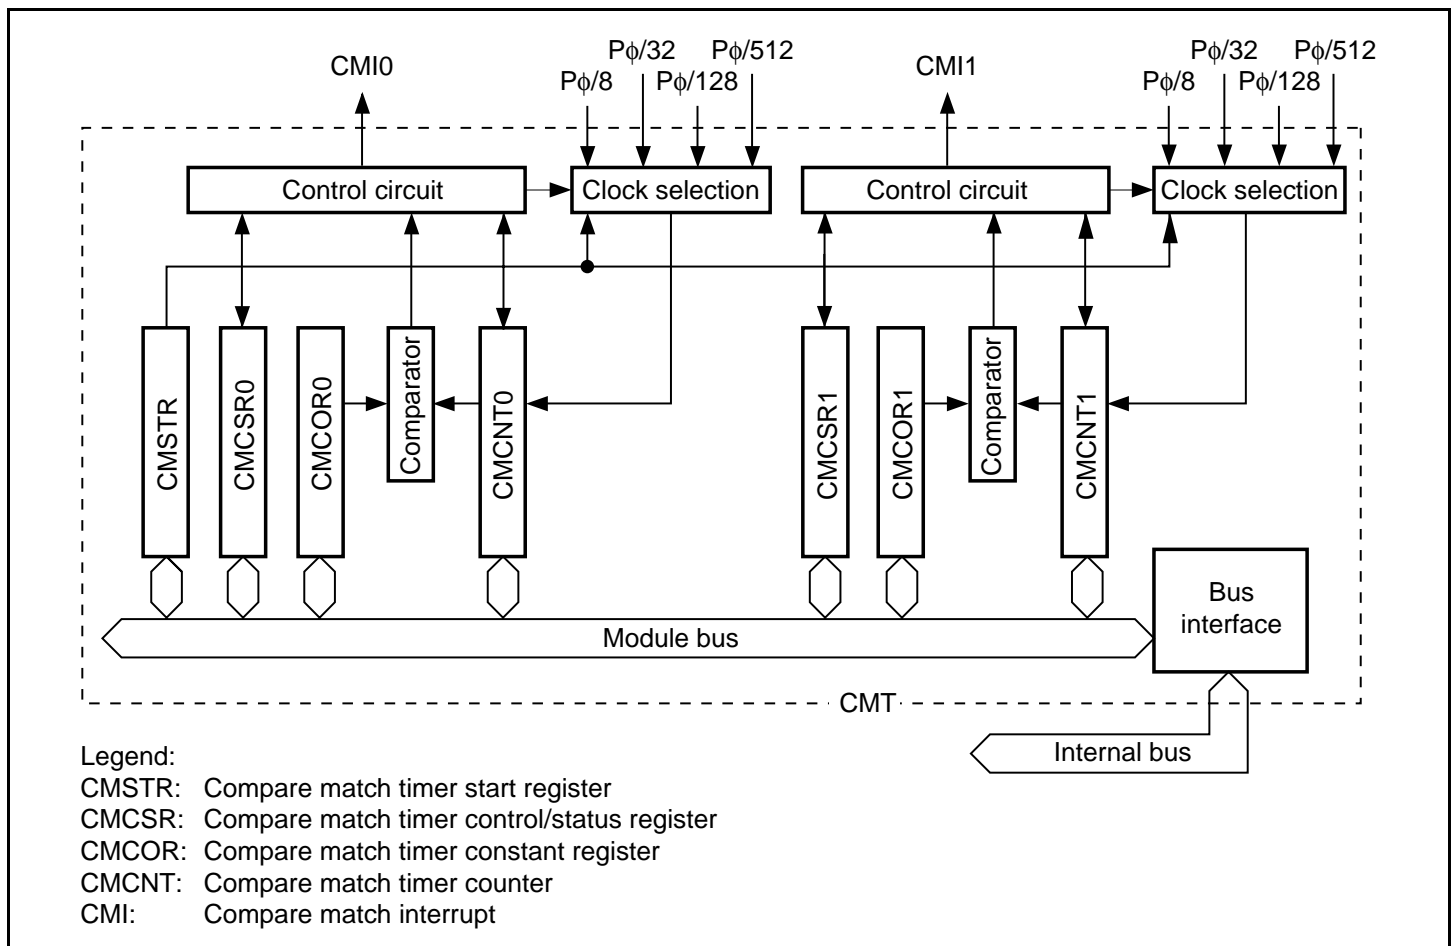 CMI0
Pφ/32
Pφ/512
Pφ/8
Pφ/128
CMI1
Pφ/32
Pφ/512
Pφ/8
Pφ/128
Control circuit
Clock selection
Control circuit
Clock selection
CMSTR
CMCSR0
CMCOR0
Comparator
CMCNT0
CMCSR1
CMCOR1
Comparator
CMCNT1
Bus
interface
Module bus
CMT
Internal bus
Legend:
CMSTR: Compare match timer start register
CMCSR: Compare match timer control/status register
CMCOR: Compare match timer constant register
CMCNT: Compare match timer counter
CMI: Compare match interrupt